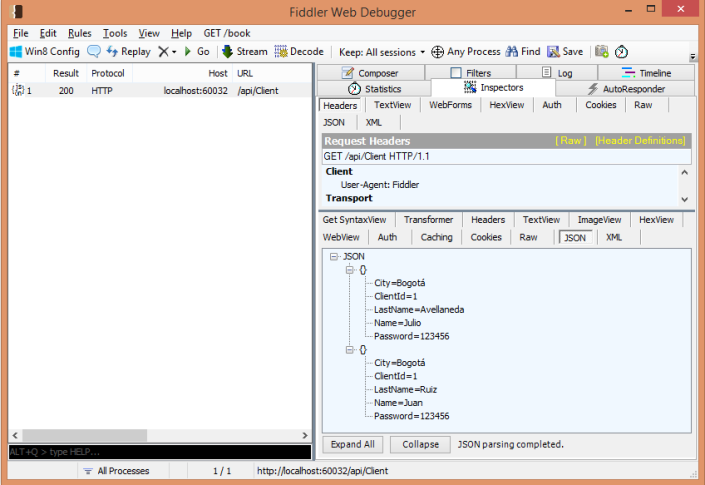 Fiddler Web Debugger
File Edit Rules Tools View Help GET /book
Win8 Config Replay Go Stream Decode Keep: All sessions Any Process Find Save
# Result Protocol Host URL
1 200 HTTP localhost:60032 /api/Client
Composer Filters Log Timeline
Statistics Inspectors AutoResponder
Headers TextView WebForms HexView Auth Cookies Raw
JSON XML
Request Headers [ Raw ] [Header Definitions]
GET /api/Client HTTP/1.1
Client
User-Agent: Fiddler
Transport
Get SyntaxView Transformer Headers TextView ImageView HexView
WebView Auth Caching Cookies Raw JSON XML
JSON
{}
City=Bogotá
ClientId=1
LastName=Avellaneda
Name=Julio
Password=123456
{}
City=Bogotá
ClientId=1
LastName=Ruiz
Name=Juan
Password=123456
Expand All Collapse JSON parsing completed.
ALT+Q > type HELP...
All Processes 1 / 1 http://localhost:60032/api/Client